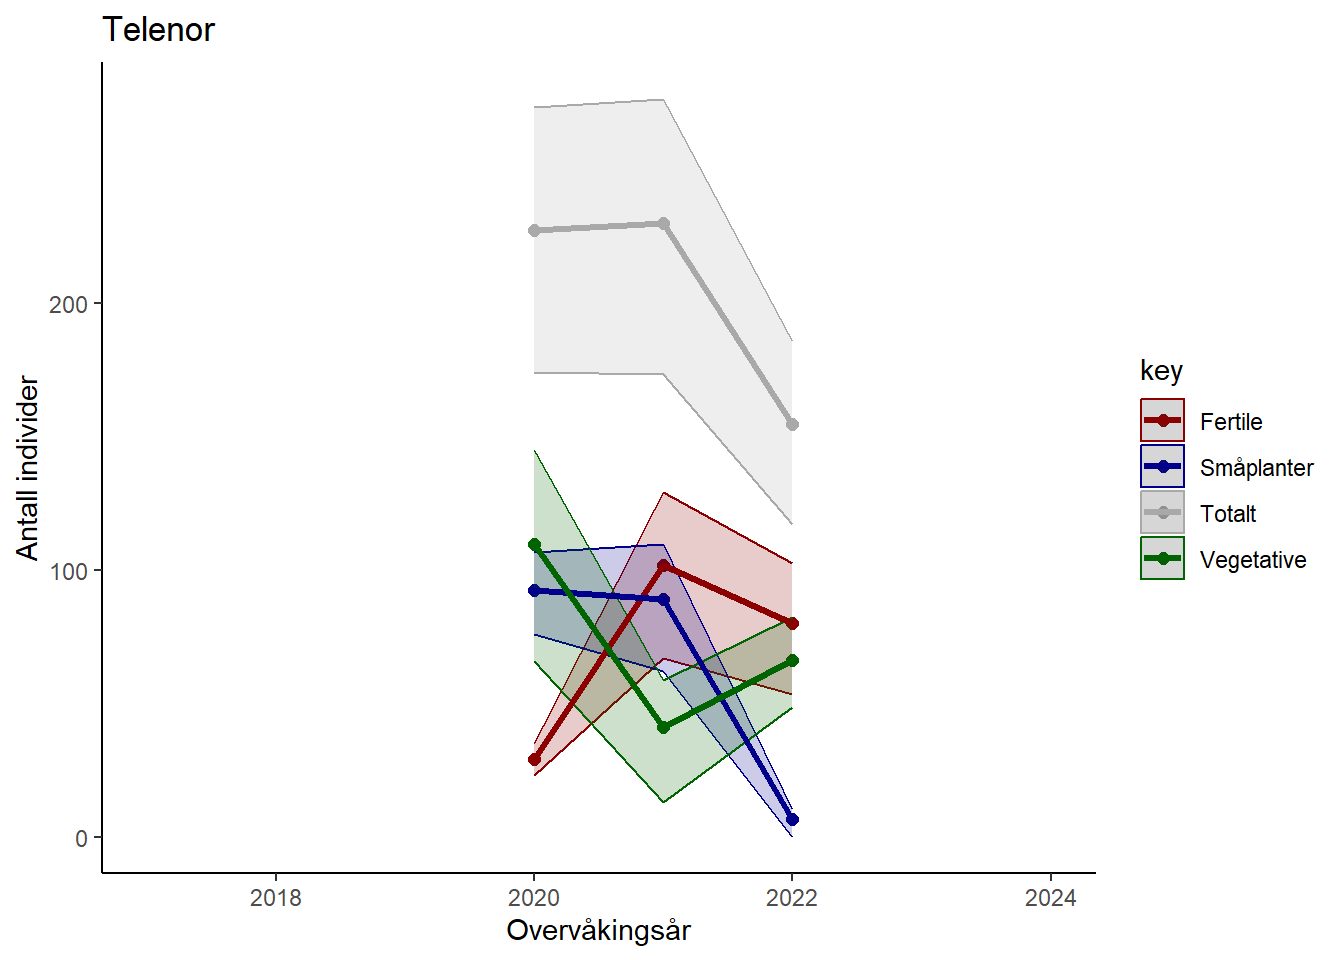 Telenor
Antall individer
200
100
0
2018
2020
2022
2024
Overvåkingsår
key
Fertile
Småplanter
Totalt
Vegetative